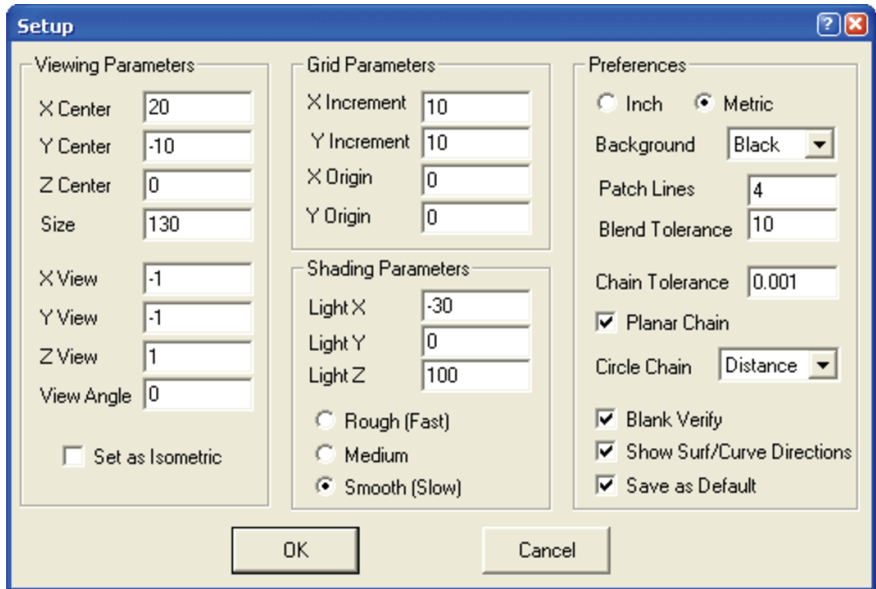 Setup
Viewing Parameters
X Center 20
Y Center -10
Z Center 0
Size 130
X View -1
Y View -1
Z View 1
View Angle 0
Set as Isometric
Grid Parameters
X Increment 10
Y Increment 10
X Origin 0
Y Origin 0
Shading Parameters
Light X -30
Light Y 0
Light Z 100
Rough (Fast)
Medium
Smooth (Slow)
Preferences
Inch Metric
Background Black
Patch Lines 4
Blend Tolerance 10
Chain Tolerance 0.001
Planar Chain
Circle Chain Distance
Blank Verify
Show Surf/Curve Directions
Save as Default
OK Cancel